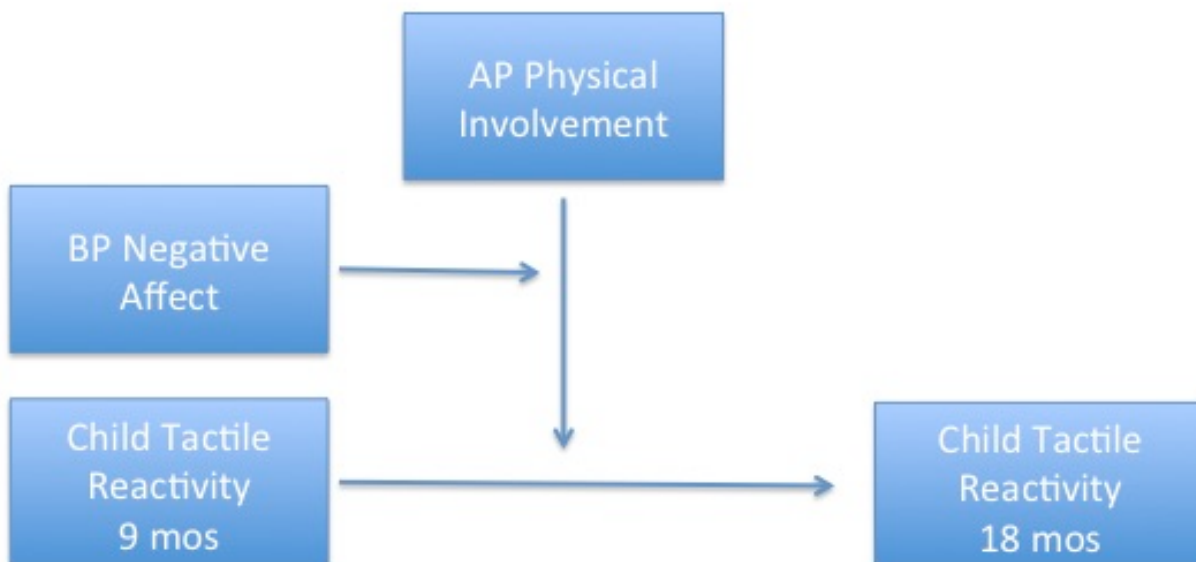 AP Physical
Involvement
BP Negative
Affect
Child Tactile
Reactivity
9 mos
Child Tactile
Reactivity
18 mos